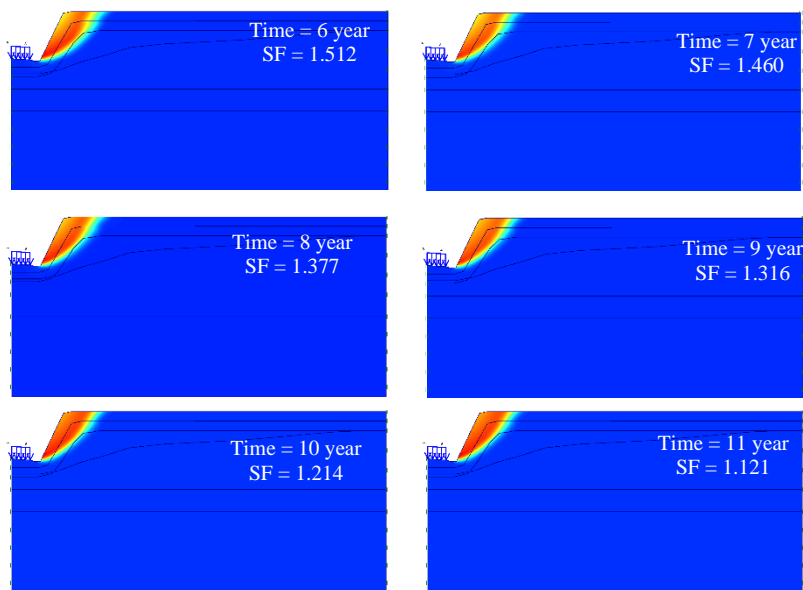 Time = 6 year
SF = 1.512
Time = 7 year
SF = 1.460
Time = 8 year
SF = 1.377
Time = 9 year
SF = 1.316
Time = 10 year
SF = 1.214
Time = 11 year
SF = 1.121